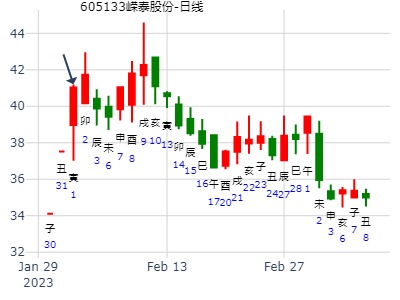 605133嵘泰股份-日线
44
42
40
38
36
34
32
子
30
丑
31
寅
1
卯
2
辰
3
未
6
申
7
酉
8
戌
9
亥
10
寅
13
卯
14
辰
15
巳
16
午
17
酉
20
戌
21
亥
22
子
23
丑
24
辰
27
巳
28
午
1
未
2
申
3
亥
6
子
7
丑
8
Jan 29
2023
Feb 13
Feb 27